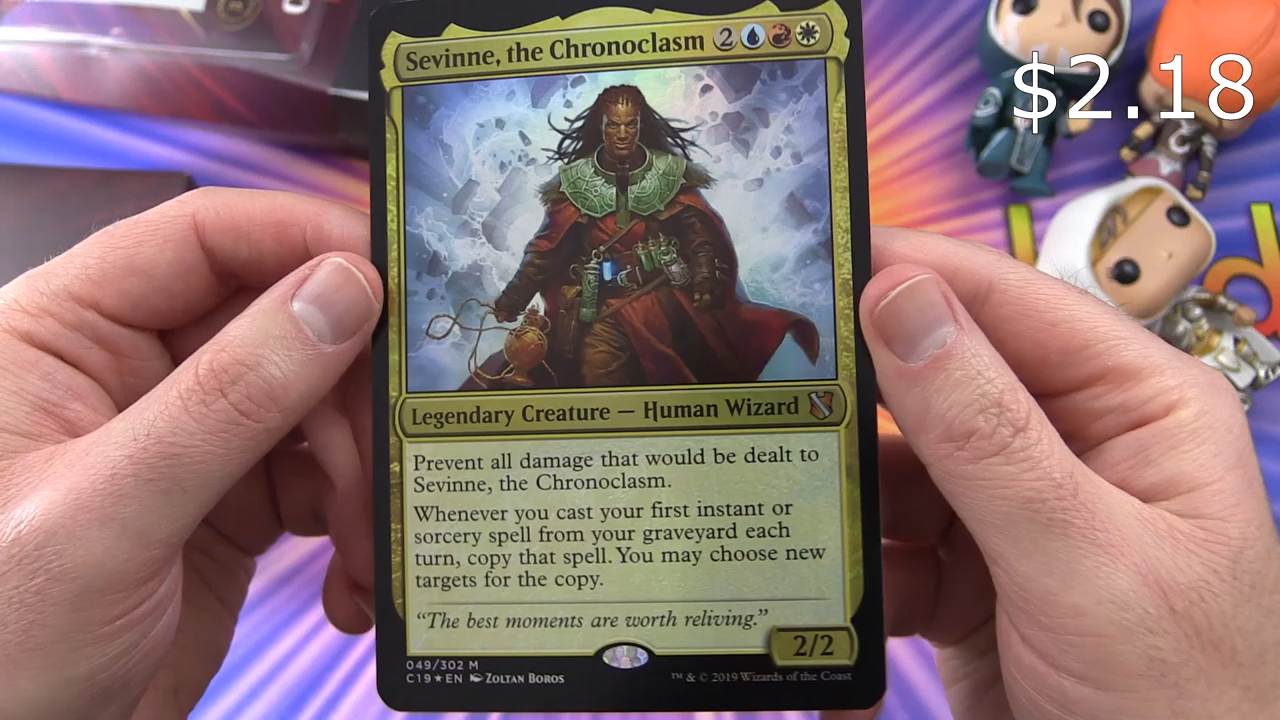 Sevinne, the Chronoclasm 2
$2.18
Legendary Creature — Human Wizard
Prevent all damage that would be dealt to
Sevinne, the Chronoclasm.
Whenever you cast your first instant or
sorcery spell from your graveyard each
turn, copy that spell. You may choose new
targets for the copy.
“The best moments are worth reliving.”
2/2
049/302 M
C19★EN Zoltan Boros
™ & © 2019 Wizards of the Coast